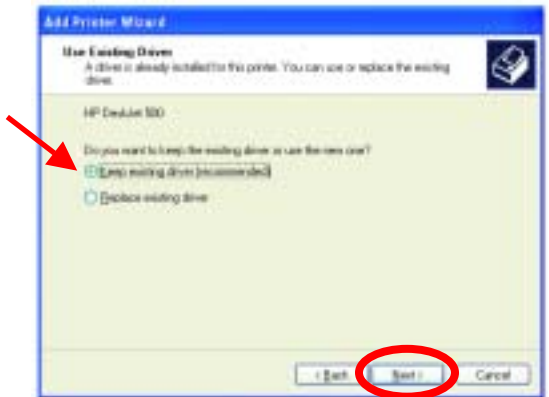 Add Printer Wizard
Use Existing Driver
A driver is already installed for this printer. You can use or replace the existing
driver.
HP DeskJet 500
Do you want to keep the existing driver or use the new one?
Keep existing driver (recommended)
Replace existing driver
< Back
Next >
Cancel